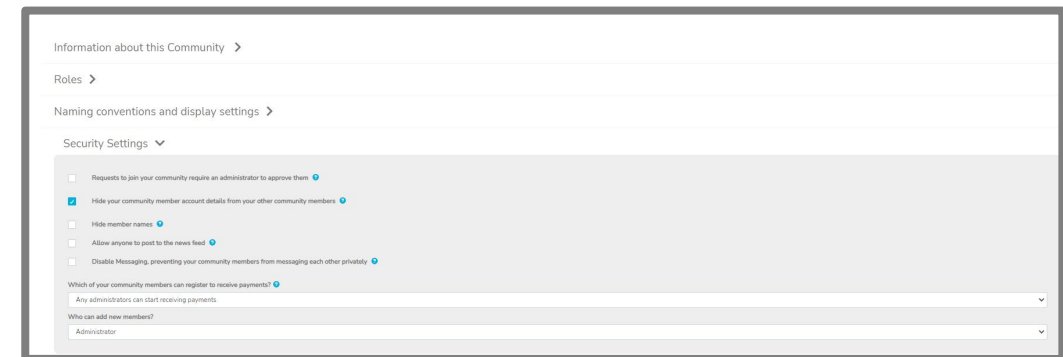 Information about this Community
Roles
Naming conventions and display settings
Security Settings
Requests to join your community require an administrator to approve them
Hide your community member account details from your other community members
Hide member names
Allow anyone to post to the news feed
Disable Messaging, preventing your community members from messaging each other privately
Which of your community members can register to receive payments?
Any administrators can start receiving payments
Who can add new members?
Administrator